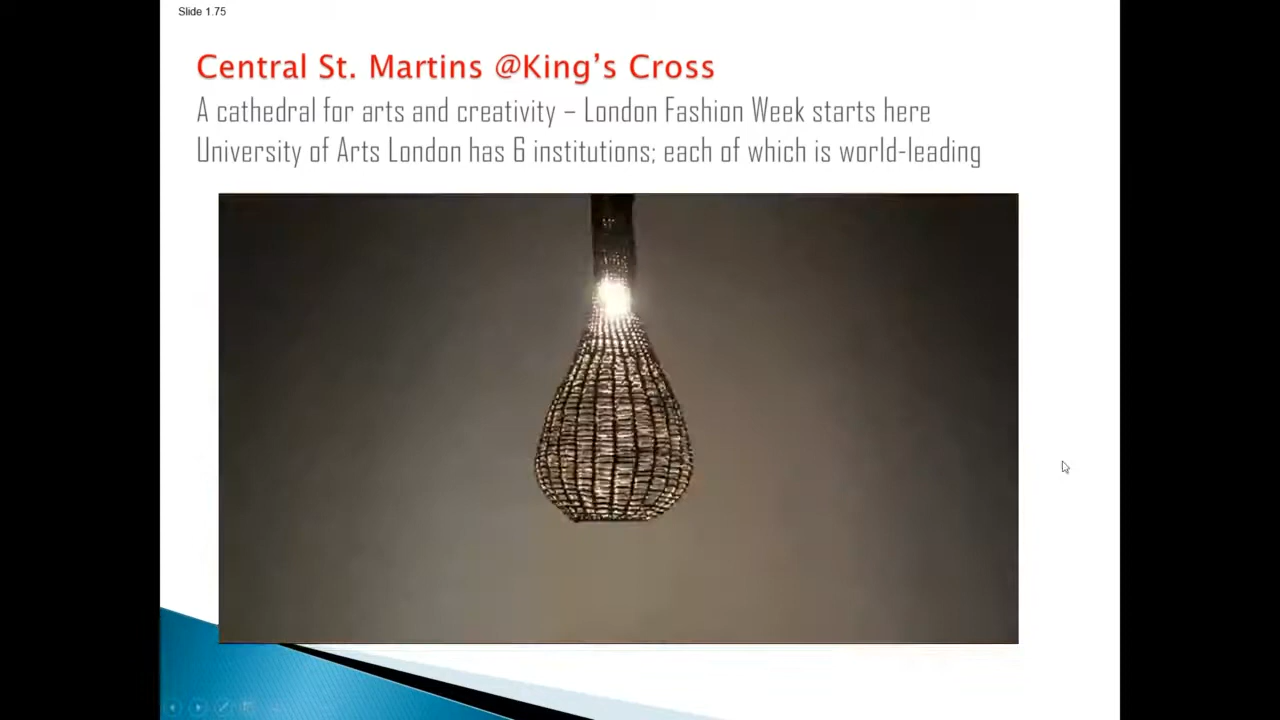 Slide 1.75
Central St. Martins @King’s Cross
A cathedral for arts and creativity – London Fashion Week starts here
University of Arts London has 6 institutions; each of which is world-leading